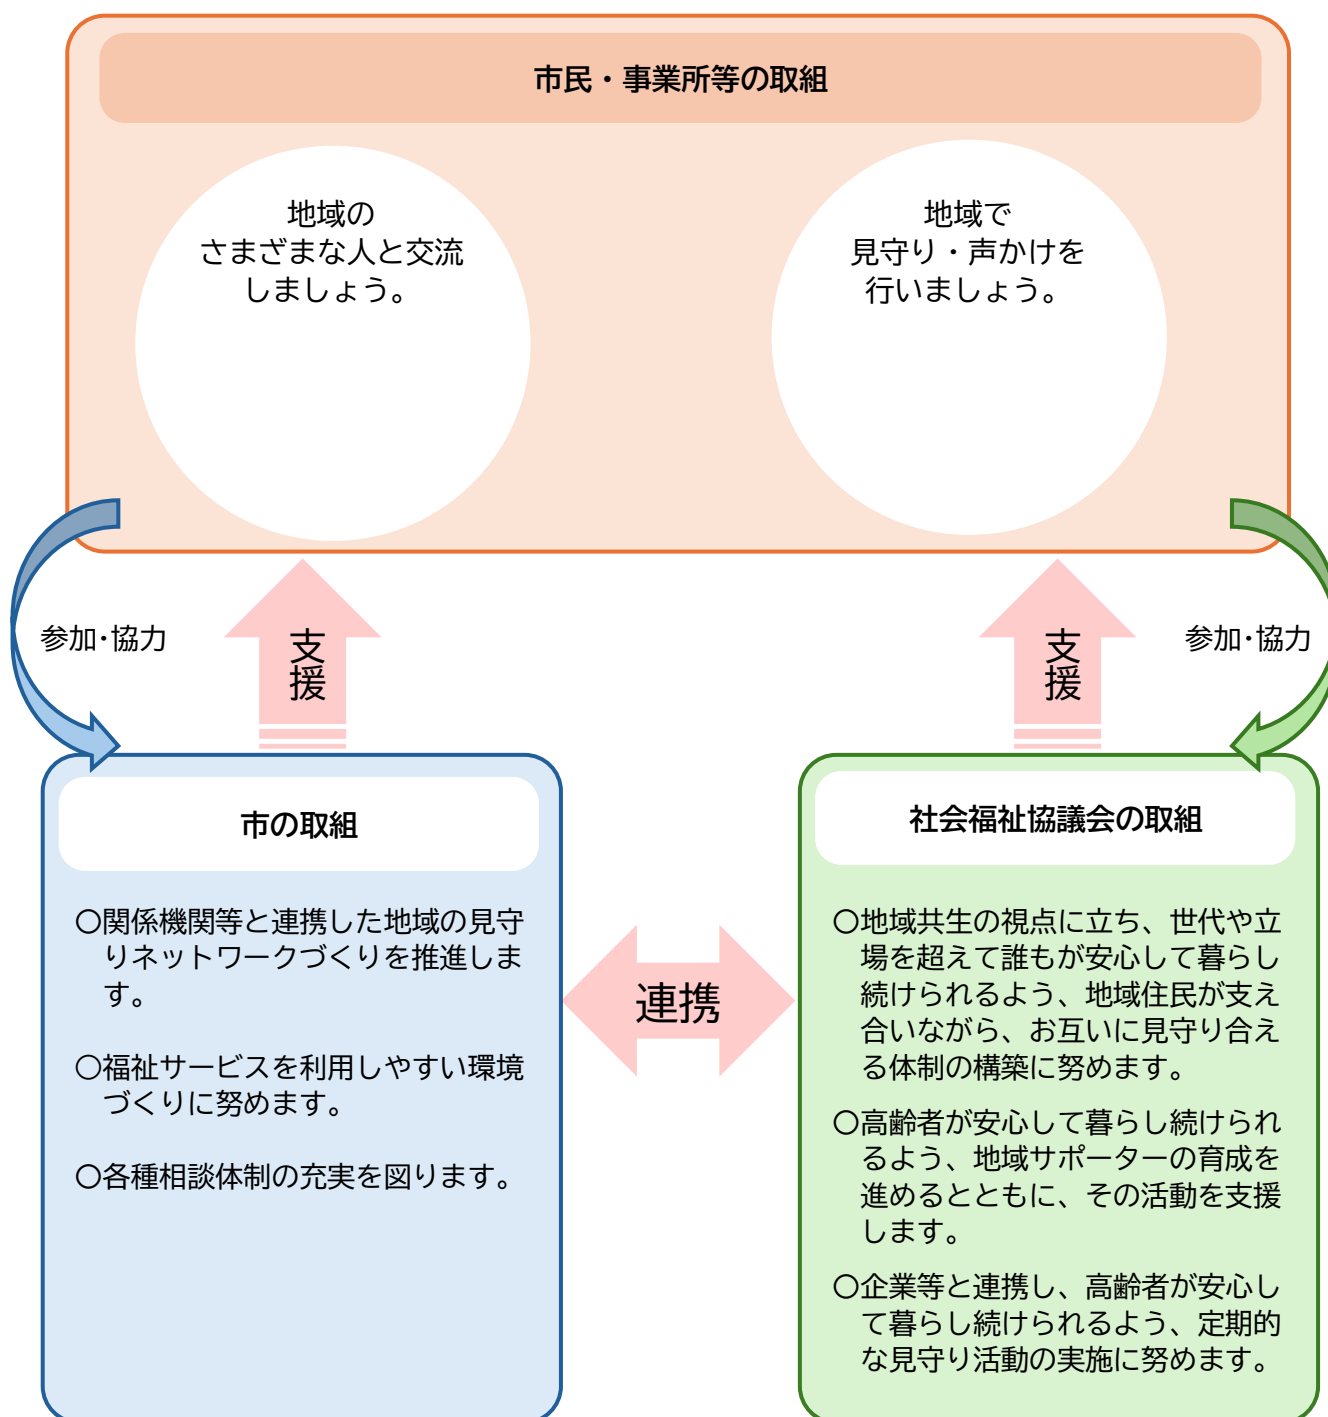 市民・事業所等の取組
地域の
さまざまな人と交流
しましょう。
地域で
見守り・声かけを
行いましょう。
参加･協力
支援
支援
参加･協力
市の取組
〇関係機関等と連携した地域の見守
りネットワークづくりを推進しま
す。
〇福祉サービスを利用しやすい環境
づくりに努めます。
〇各種相談体制の充実を図ります。
連携
社会福祉協議会の取組
〇地域共生の視点に立ち、世代や立
場を超えて誰もが安心して暮らし
続けられるよう、地域住民が支え
合いながら、お互いに見守り合え
る体制の構築に努めます。
〇高齢者が安心して暮らし続けられ
るよう、地域サポーターの育成を
進めるとともに、その活動を支援
します。
〇企業等と連携し、高齢者が安心し
て暮らし続けられるよう、定期的
な見守り活動の実施に努めます。